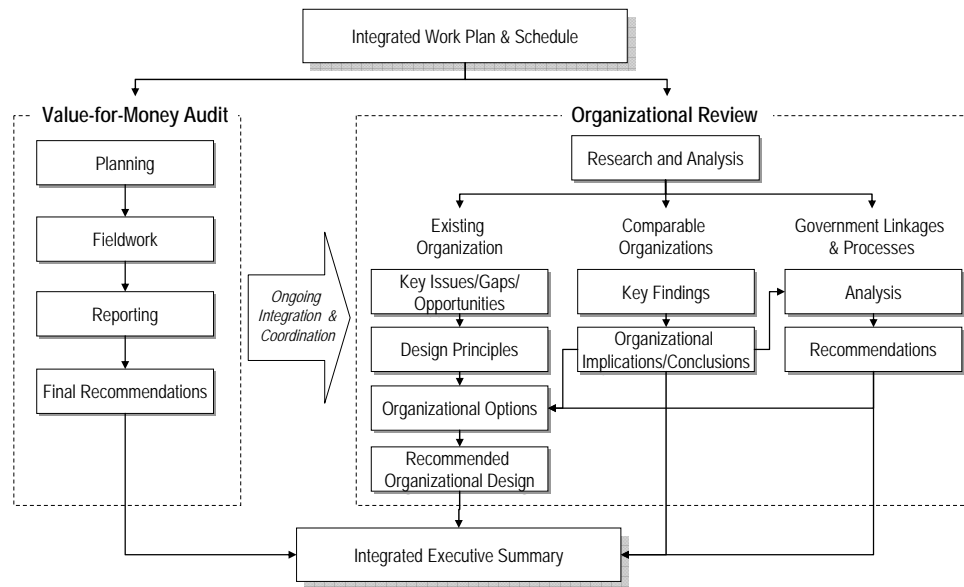 Integrated Work Plan & Schedule
Value-for-Money Audit
Planning
Fieldwork
Reporting
Final Recommendations
Ongoing
Integration &
Coordination
Organizational Review
Research and Analysis
Existing
Organization
Key Issues/Gaps/
Opportunities
Design Principles
Organizational Options
Recommended
Organizational Design
Comparable
Organizations
Key Findings
Organizational
Implications/Conclusions
Government Linkages
& Processes
Analysis
Recommendations
Integrated Executive Summary